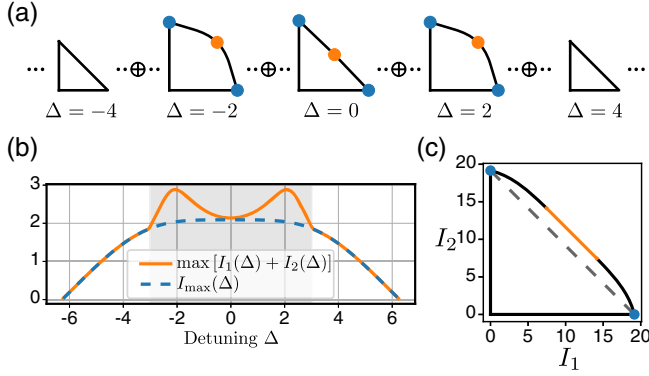 (a)
··· ··⊕·· ··⊕·· ··⊕·· ··⊕·· ···
Δ = −4 Δ = −2 Δ = 0 Δ = 2 Δ = 4
(b)
3
2
1
0
max [I₁(Δ) + I₂(Δ)]
I_max(Δ)
-6 -4 -2 0 2 4 6
Detuning Δ
(c)
20
15
I₂ 10
5
0
0 5 10 15 20
I₁